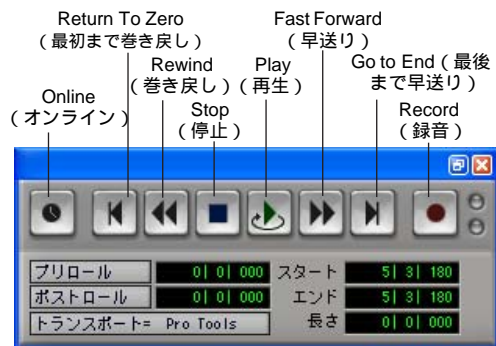 Return To Zero
（最初まで巻き戻し）
Rewind
（巻き戻し）
Online
（オンライン）
Stop
（停止）
Play
（再生）
Fast Forward
（早送り）
Go to End（最後
まで早送り）
Record
（録音）
プリロール 0| 0| 000 スタート 5| 3| 180
ポストロール 0| 0| 000 エンド 5| 3| 180
トランスポート= Pro Tools 長さ 0| 0| 000